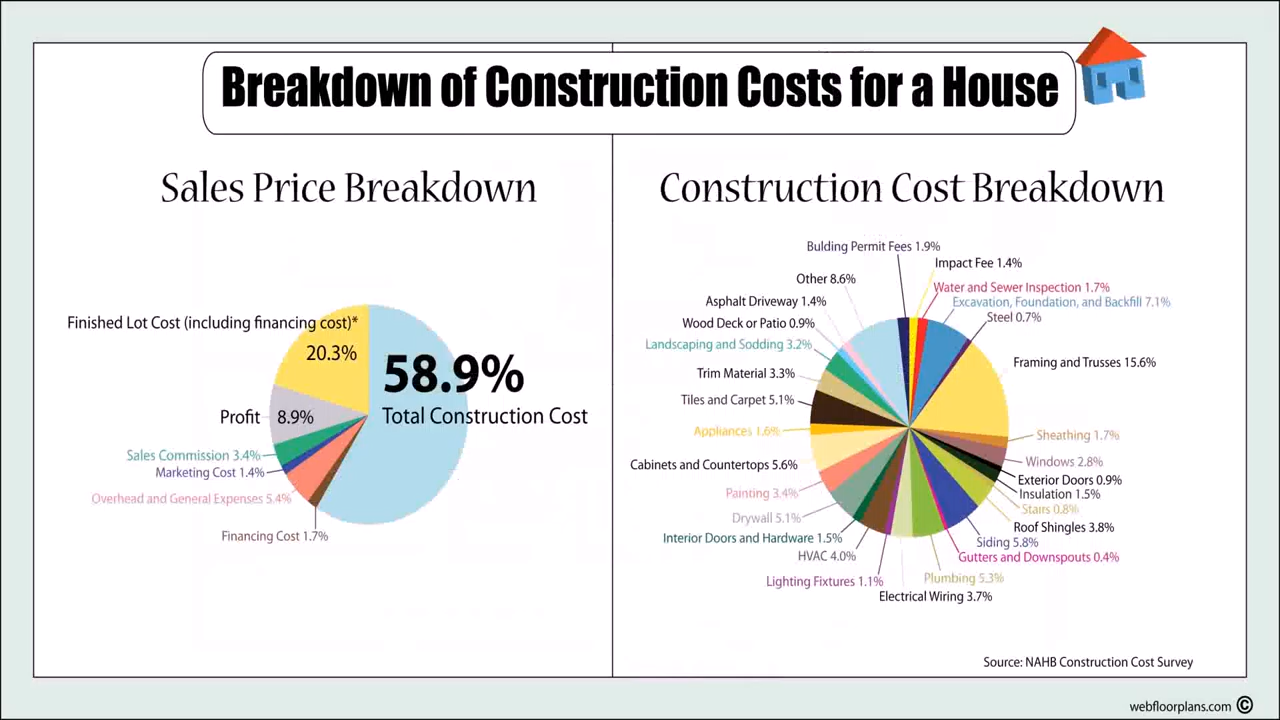 Breakdown of Construction Costs for a House
Sales Price Breakdown
Finished Lot Cost (including financing cost)*
20.3%
58.9%
Total Construction Cost
Profit 8.9%
Sales Commission 3.4%
Marketing Cost 1.4%
Overhead and General Expenses 5.4%
Financing Cost 1.7%
Construction Cost Breakdown
Bulding Permit Fees 1.9%
Impact Fee 1.4%
Water and Sewer Inspection 1.7%
Excavation, Foundation, and Backfill 7.1%
Steel 0.7%
Framing and Trusses 15.6%
Sheathing 1.7%
Windows 2.8%
Exterior Doors 0.9%
Insulation 1.5%
Stairs 0.8%
Roof Shingles 3.8%
Siding 5.8%
Gutters and Downspouts 0.4%
Plumbing 5.3%
Electrical Wiring 3.7%
Lighting Fixtures 1.1%
HVAC 4.0%
Interior Doors and Hardware 1.5%
Drywall 5.1%
Painting 3.4%
Cabinets and Countertops 5.6%
Appliances 1.6%
Tiles and Carpet 5.1%
Trim Material 3.3%
Landscaping and Sodding 3.2%
Wood Deck or Patio 0.9%
Asphalt Driveway 1.4%
Other 8.6%
Source: NAHB Construction Cost Survey
webfloorplans.com ©